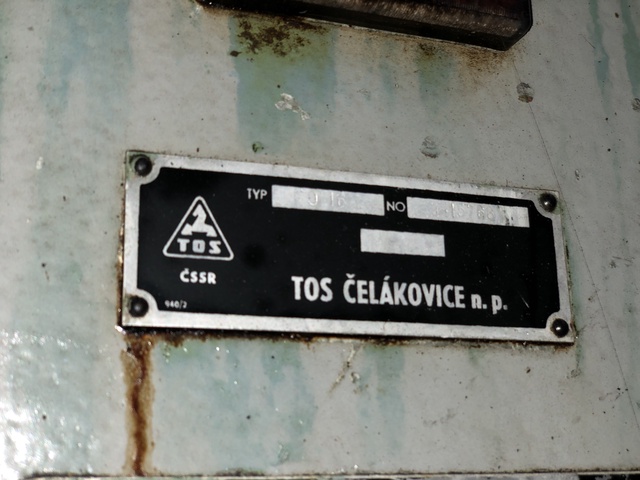 TYP NO
TOS
ČSSR
TOS ČELÁKOVICE n. p.
940/2